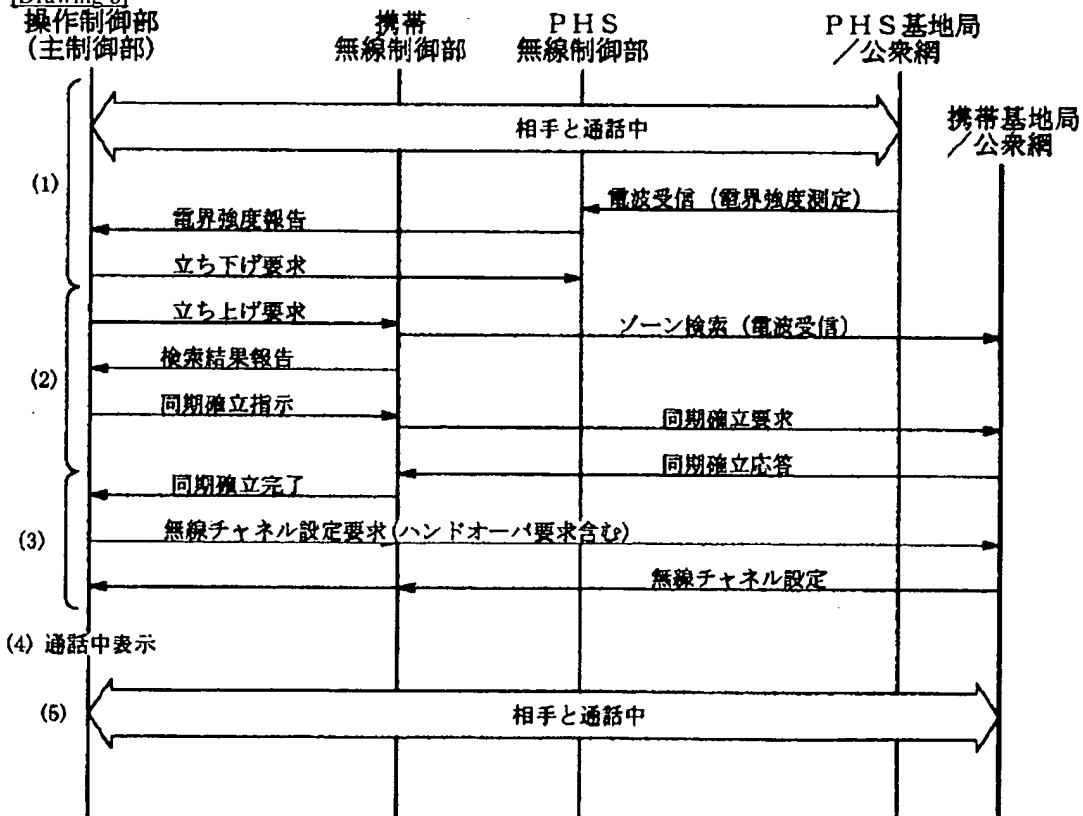 操作制御部
(主制御部)
携帯
無線制御部
PHS
無線制御部
PHS基地局
/公衆網
携帯基地局
/公衆網
相手と通話中
(1)
電波受信 (電界強度測定)
電界強度報告
立ち下げ要求
立ち上げ要求
ゾーン検索 (電波受信)
検索結果報告
(2)
同期確立指示
同期確立要求
同期確立応答
同期確立完了
(3)
無線チャネル設定要求(ハンドオーバ要求含む)
無線チャネル設定
(4) 通話中表示
(5)
相手と通話中